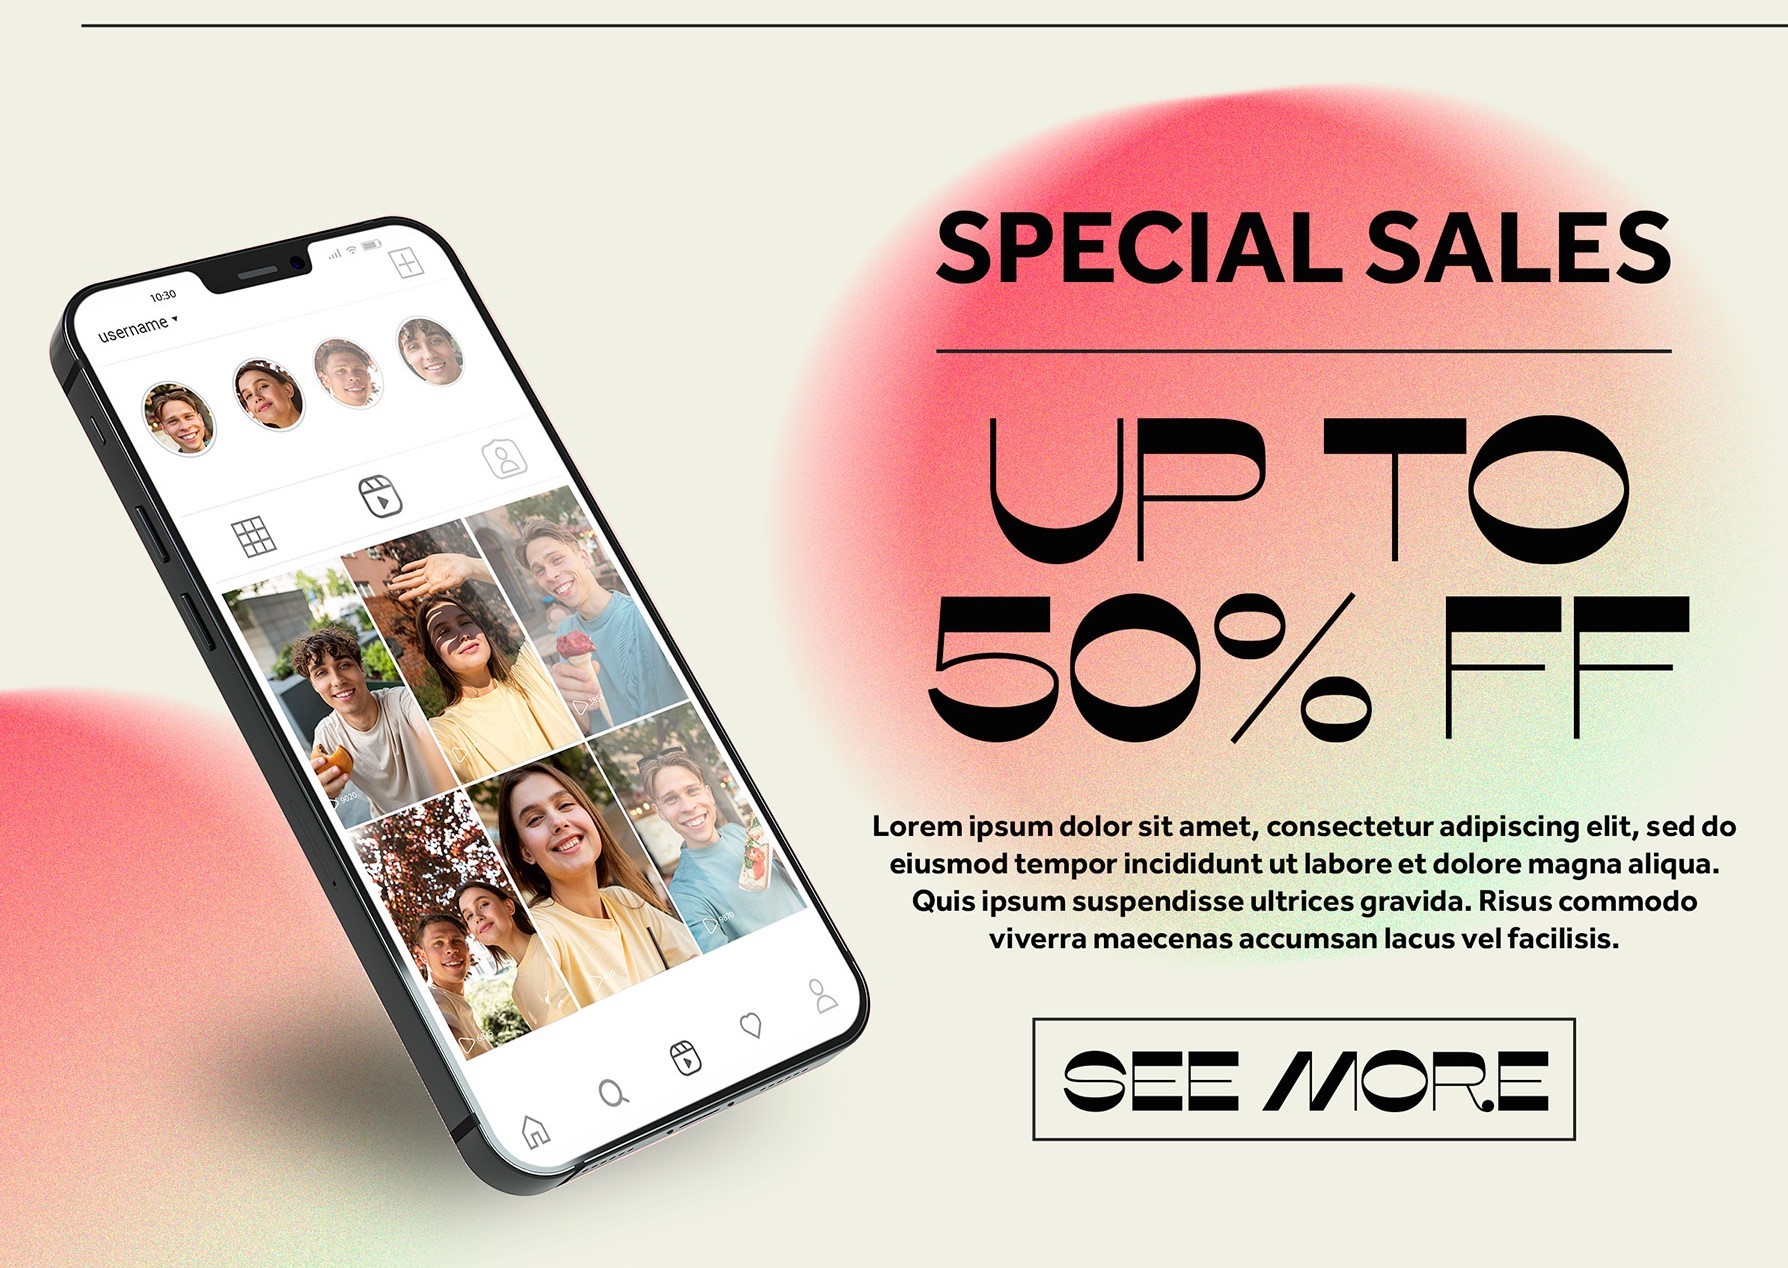 10:30
username
9020
9870
SPECIAL SALES
UP TO
50% FF
Lorem ipsum dolor sit amet, consectetur adipiscing elit, sed do
eiusmod tempor incididunt ut labore et dolore magna aliqua.
Quis ipsum suspendisse ultrices gravida. Risus commodo
viverra maecenas accumsan lacus vel facilisis.
SEE MORE